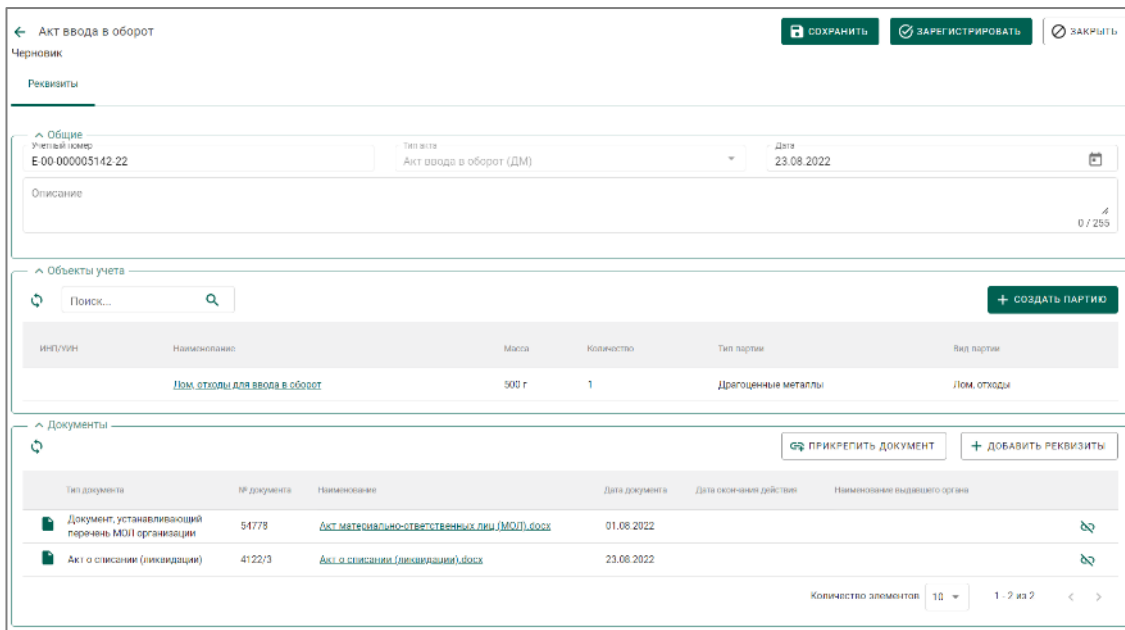 Акт ввода в оборот
СОХРАНИТЬ
ЗАРЕГИСТРИРОВАТЬ
ЗАКРЫТЬ
Черновик
Реквизиты
Общие
Учетный номер
Тип акта
Дата
E-00-000005142-22
Акт ввода в оборот (ДМ)
23.08.2022
Описание
0 / 255
Объекты учета
Поиск...
СОЗДАТЬ ПАРТИЮ
ИНП/УИН Наименование Масса Количество Тип партии Вид партии
Лом, отходы для ввода в оборот 500 г 1 Драгоценные металлы Лом, отходы
Документы
ПРИКРЕПИТЬ ДОКУМЕНТ
ДОБАВИТЬ РЕКВИЗИТЫ
Тип документа № документа Наименование Дата документа Дата окончания действия Наименование выдавшего органа
Документ, устанавливающий
перечень МОЛ организации
54778 Акт материально-ответственных лиц (МОЛ).docx 01.08.2022
Акт о списании (ликвидации) 4122/3 Акт о списании (ликвидации).docx 23.08.2022
Количество элементов 10 1 - 2 из 2